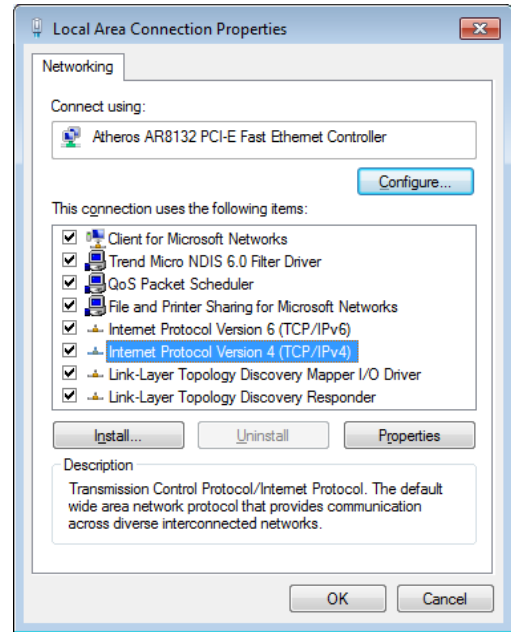 Local Area Connection Properties
Networking
Connect using:
Atheros AR8132 PCI-E Fast Ethernet Controller
Configure...
This connection uses the following items:
Client for Microsoft Networks
Trend Micro NDIS 6.0 Filter Driver
QoS Packet Scheduler
File and Printer Sharing for Microsoft Networks
Internet Protocol Version 6 (TCP/IPv6)
Internet Protocol Version 4 (TCP/IPv4)
Link-Layer Topology Discovery Mapper I/O Driver
Link-Layer Topology Discovery Responder
Install... Uninstall Properties
Description
Transmission Control Protocol/Internet Protocol. The default
wide area network protocol that provides communication
across diverse interconnected networks.
OK Cancel